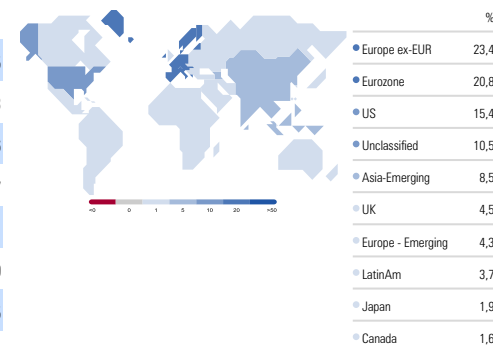 %
Europe ex-EUR 23,4
Eurozone 20,8
US 15,4
Unclassified 10,5
Asia-Emerging 8,5
UK 4,5
Europe - Emerging 4,3
LatinAm 3,7
Japan 1,9
Canada 1,6
<0 0 1 5 10 20 >50